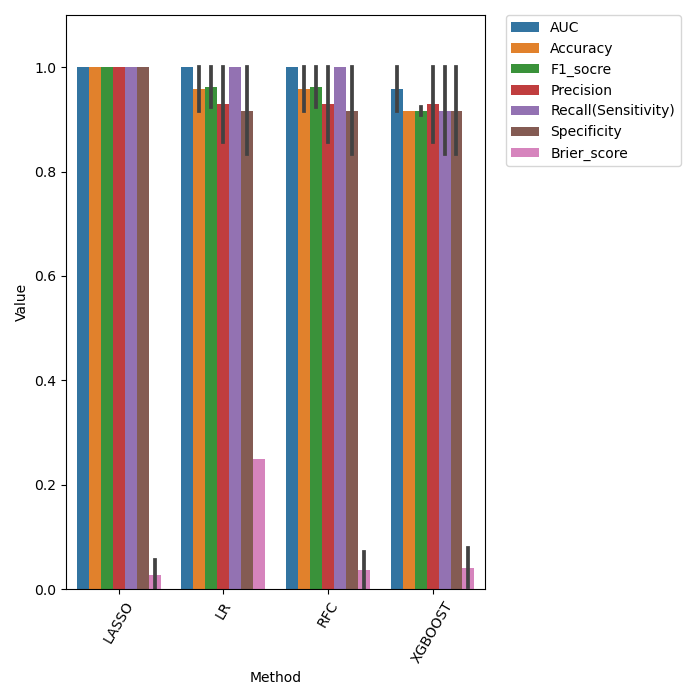 AUC
Accuracy
F1_socre
Precision
Recall(Sensitivity)
Specificity
Brier_score
1.0
0.8
0.6
0.4
0.2
0.0
Value
LASSO
LR
RFC
XGBOOST
Method